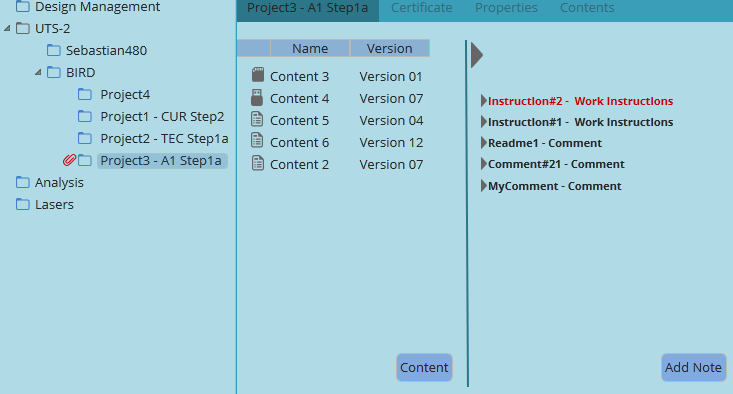 Design Management
UTS-2
Sebastian480
BIRD
Project4
Project1 - CUR Step2
Project2 - TEC Step1a
Project3 - A1 Step1a
Analysis
Lasers
Project3 - A1 Step1a Certificate Properties Contents
Name Version
Content 3 Version 01
Content 4 Version 07
Content 5 Version 04
Content 6 Version 12
Content 2 Version 07
Content
Instruction#2 - Work Instructions
Instruction#1 - Work Instructions
Readme1 - Comment
Comment#21 - Comment
MyComment - Comment
Add Note